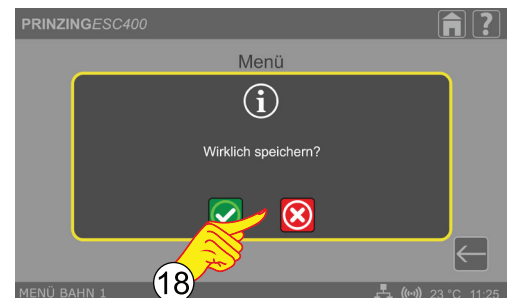 PRINZINGESC400
?
Menü
i
Wirklich speichern?
18
MENÜ BAHN 1
23 °C 11:25